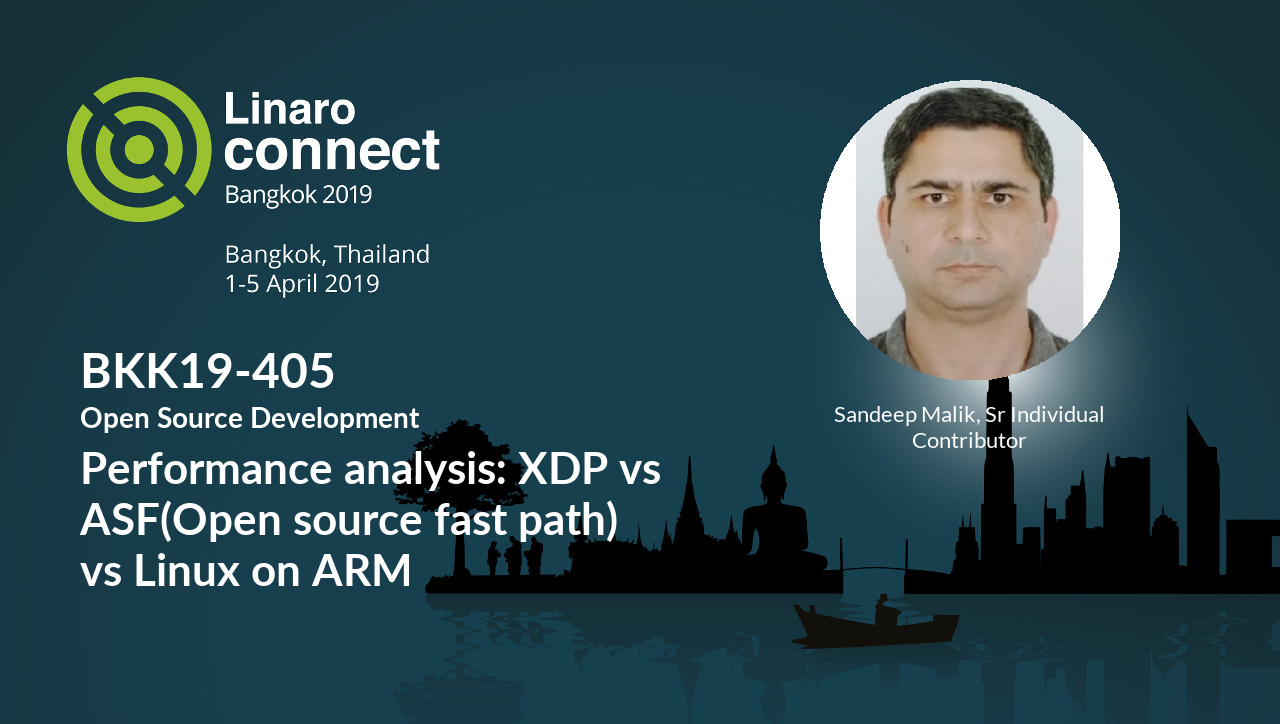 Linaro
connect
Bangkok 2019
Bangkok, Thailand
1-5 April 2019
BKK19-405
Open Source Development
Performance analysis: XDP vs
ASF(Open source fast path)
vs Linux on ARM
Sandeep Malik, Sr Individual
Contributor